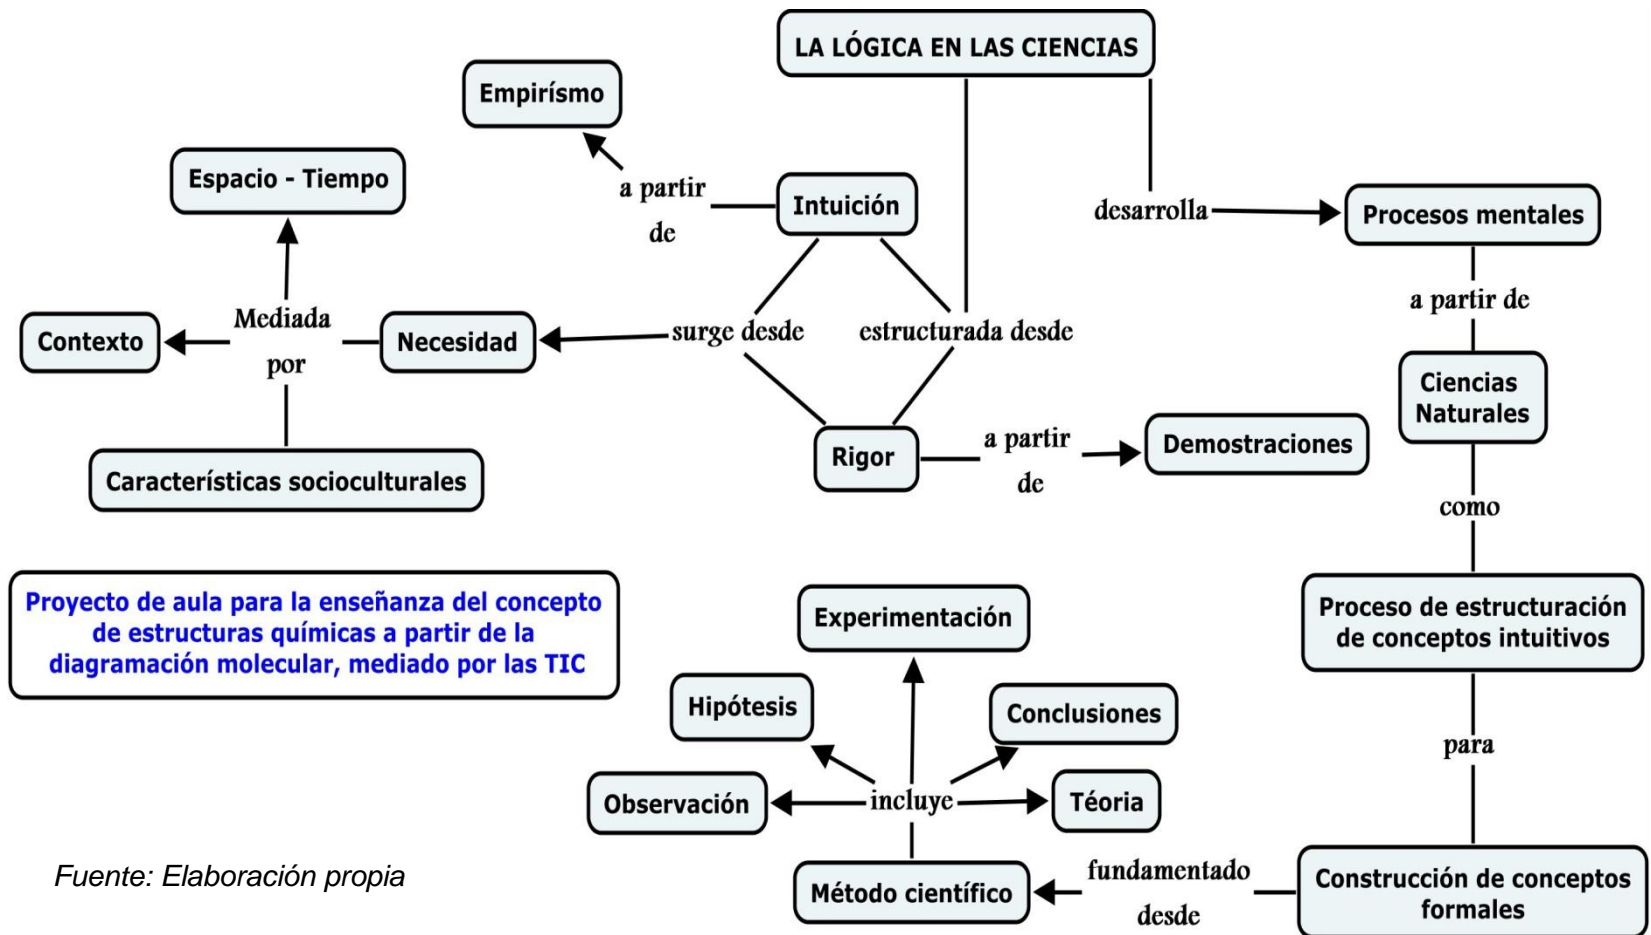 LA LÓGICA EN LAS CIENCIAS
Empirísmo
Espacio - Tiempo
a partir
de
Intuición
desarrolla
Procesos mentales
a partir de
Contexto
Mediada
por
Necesidad
surge desde
estructurada desde
Ciencias
Naturales
Rigor
a partir
de
Demostraciones
Características socioculturales
como
Proyecto de aula para la enseñanza del concepto
de estructuras químicas a partir de la
diagramación molecular, mediado por las TIC
Experimentación
Proceso de estructuración
de conceptos intuitivos
Hipótesis
Conclusiones
para
Observación
incluye
Téoria
Fuente: Elaboración propia
Método científico
fundamentado
desde
Construcción de conceptos
formales